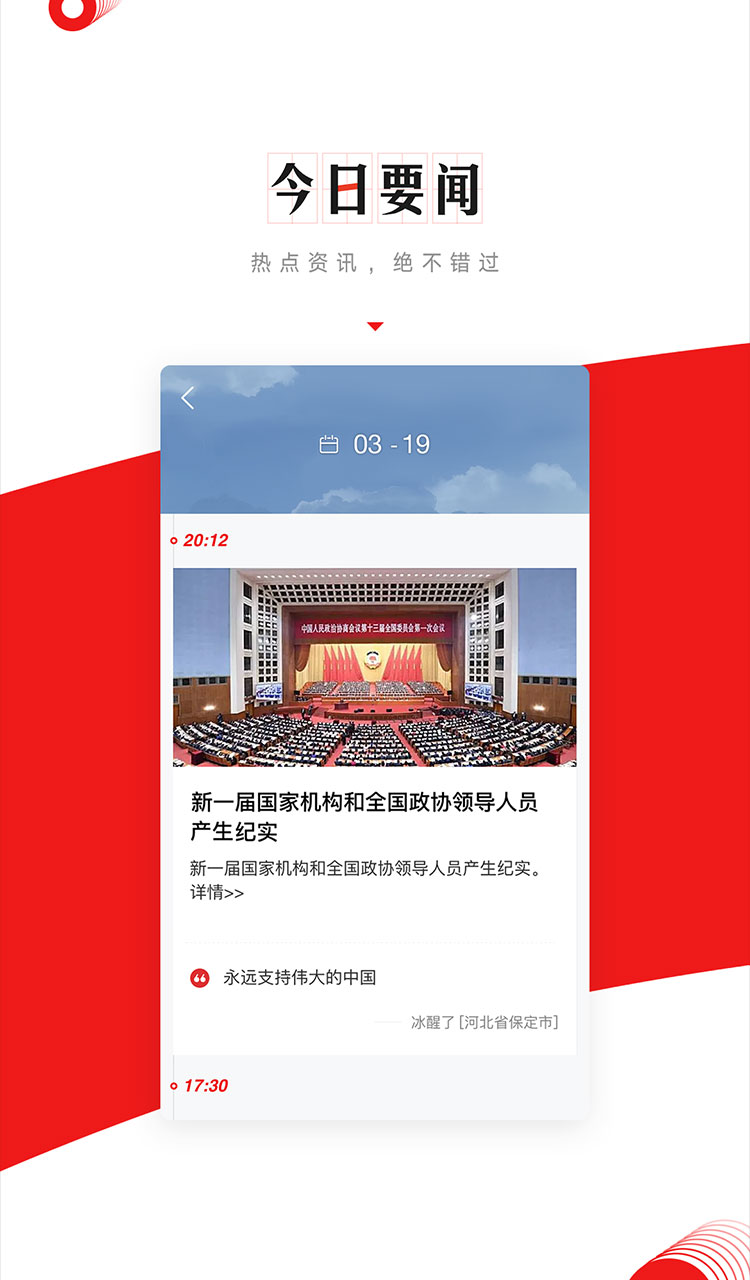 今日要闻
热点资讯，绝不错过
03 - 19
20:12
中国人民政治协商会议第十三届全国委员会第一次会议
新一届国家机构和全国政协领导人员
产生纪实
新一届国家机构和全国政协领导人员产生纪实。
详情>>
永远支持伟大的中国
冰醒了 [河北省保定市]
17:30